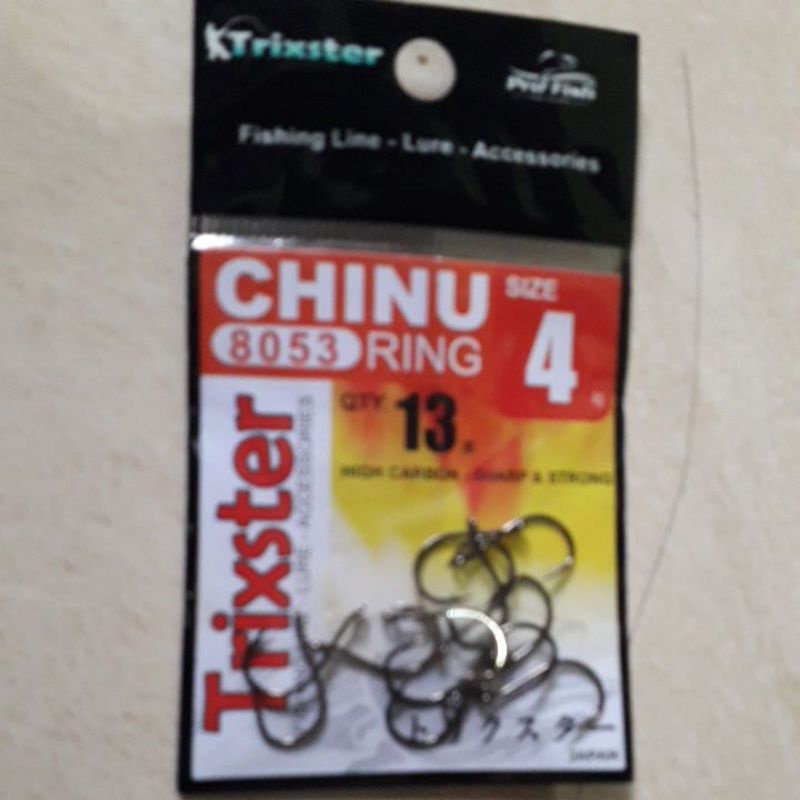 Trixster
Pro Fish
Fishing Line - Lure - Accessories
CHINU
SIZE
8053 RING
4
QTY 13
HIGH CARBON , SHARP & STRONG
Trixster
LURE - ACCESSORIES
トリクスター
JAPAN